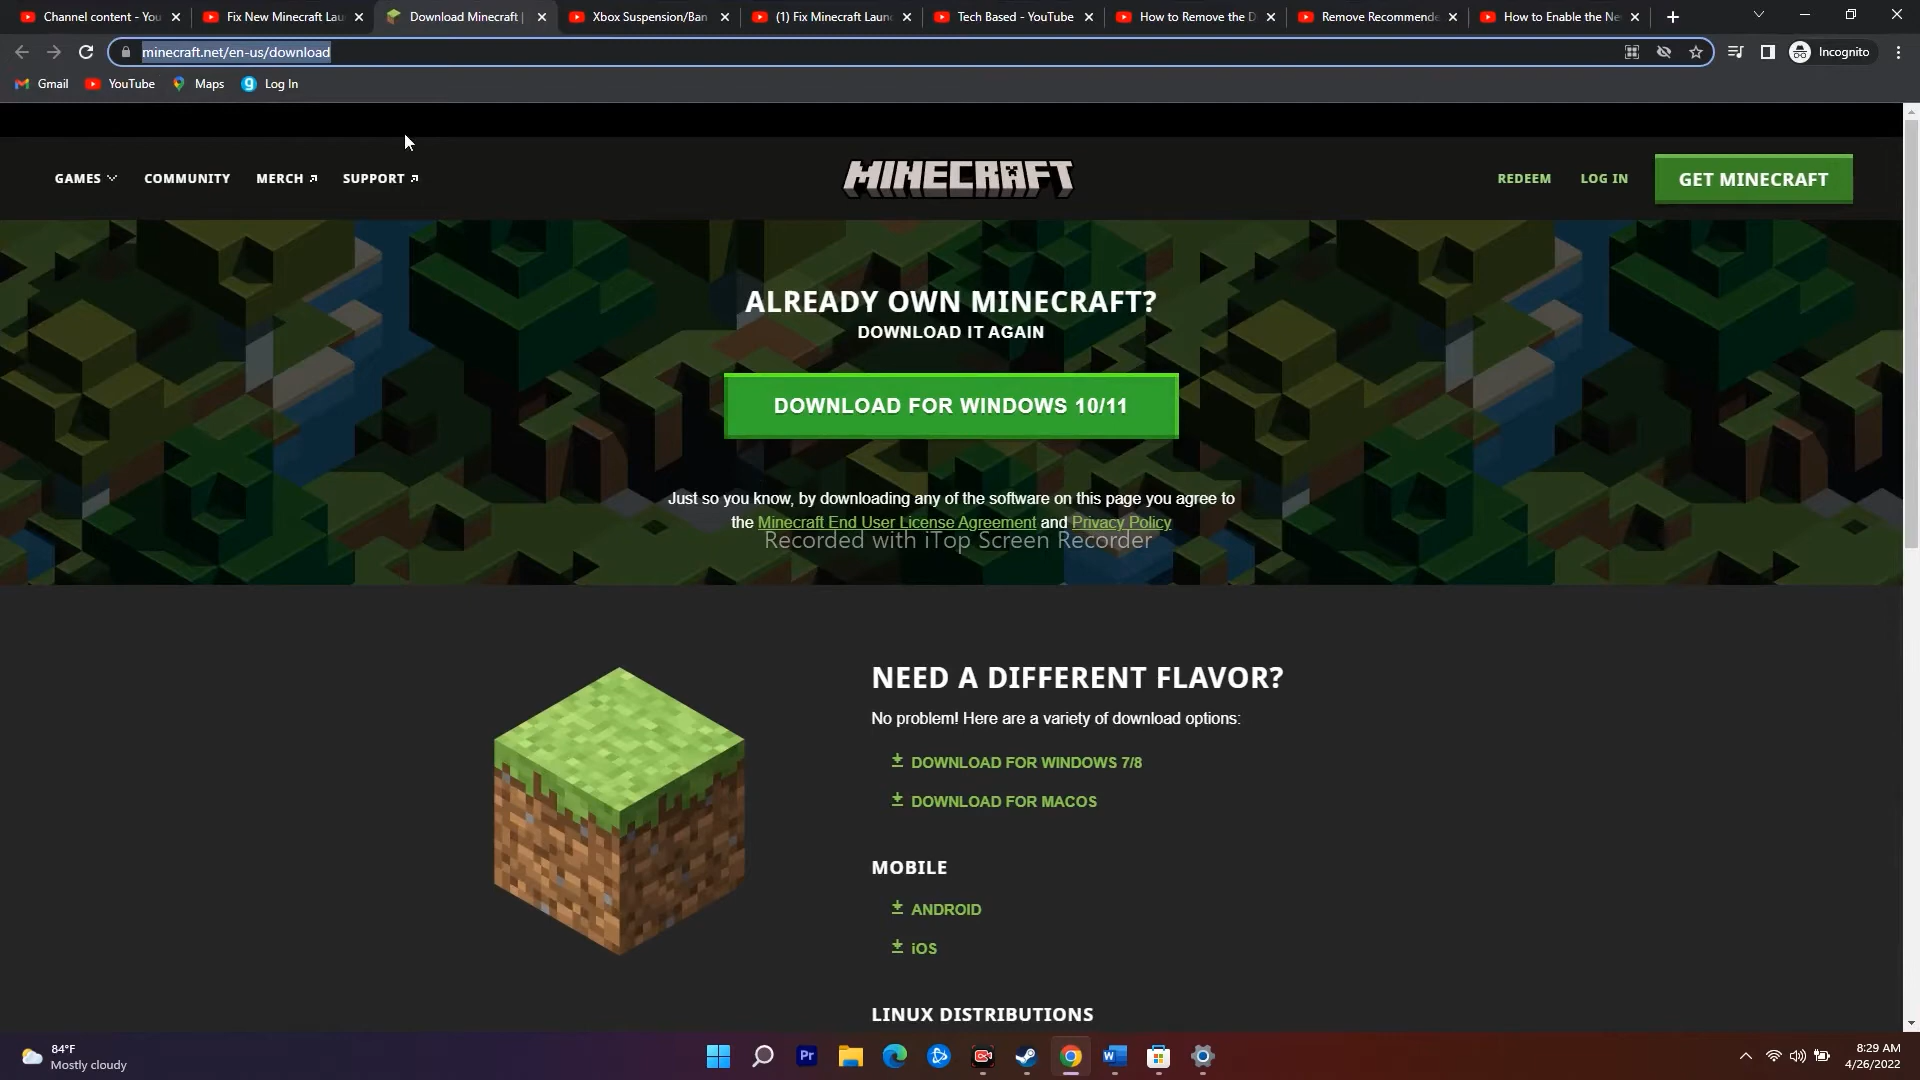 Channel content - You
Fix New Minecraft Lau
Download Minecraft |
Xbox Suspension/Ban
(1) Fix Minecraft Laun
Tech Based - YouTube
How to Remove the D
Remove Recommende
How to Enable the Ne
minecraft.net/en-us/download
Incognito
Gmail
YouTube
Maps
Log In
GAMES
COMMUNITY
MERCH
SUPPORT
MINECRAFT
REDEEM
LOG IN
GET MINECRAFT
ALREADY OWN MINECRAFT?
DOWNLOAD IT AGAIN
DOWNLOAD FOR WINDOWS 10/11
Just so you know, by downloading any of the software on this page you agree to
the Minecraft End User License Agreement and Privacy Policy
Recorded with iTop Screen Recorder
NEED A DIFFERENT FLAVOR?
No problem! Here are a variety of download options:
DOWNLOAD FOR WINDOWS 7/8
DOWNLOAD FOR MACOS
MOBILE
ANDROID
iOS
LINUX DISTRIBUTIONS
84°F
Mostly cloudy
Pr
8:29 AM
4/26/2022